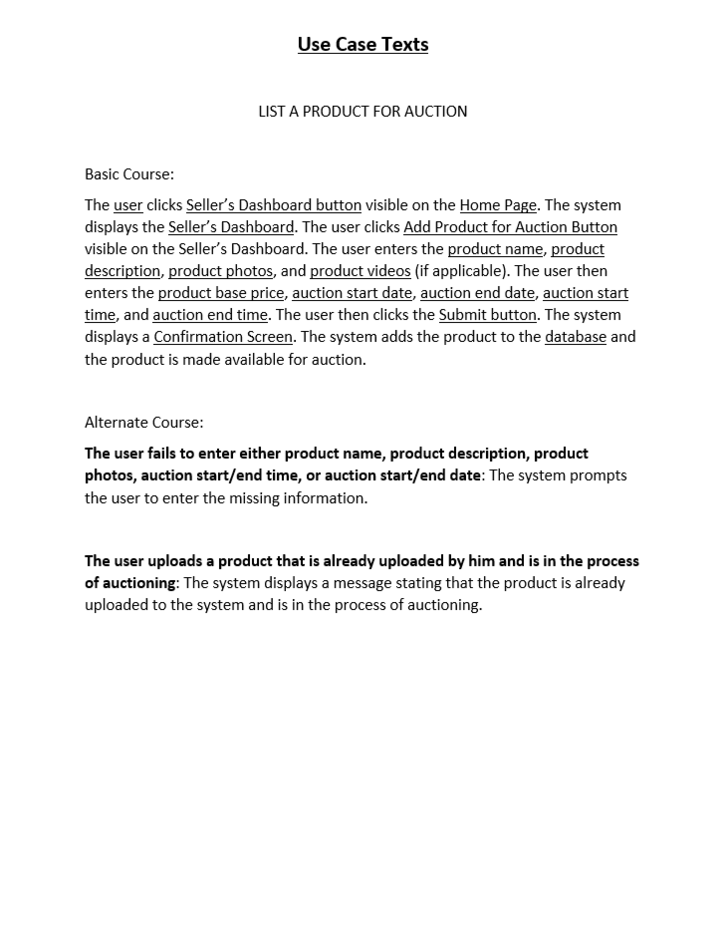 Use Case Texts
LIST A PRODUCT FOR AUCTION
Basic Course:
The user clicks Seller’s Dashboard button visible on the Home Page. The system
displays the Seller’s Dashboard. The user clicks Add Product for Auction Button
visible on the Seller’s Dashboard. The user enters the product name, product
description, product photos, and product videos (if applicable). The user then
enters the product base price, auction start date, auction end date, auction start
time, and auction end time. The user then clicks the Submit button. The system
displays a Confirmation Screen. The system adds the product to the database and
the product is made available for auction.
Alternate Course:
The user fails to enter either product name, product description, product
photos, auction start/end time, or auction start/end date: The system prompts
the user to enter the missing information.
The user uploads a product that is already uploaded by him and is in the process
of auctioning: The system displays a message stating that the product is already
uploaded to the system and is in the process of auctioning.